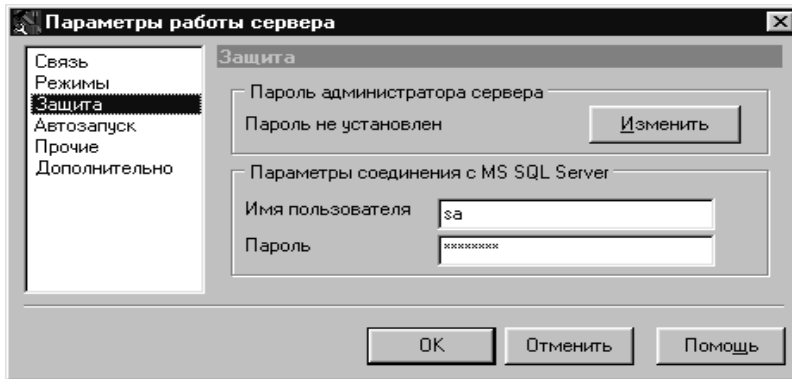 Параметры работы сервера
Связь
Режимы
Защита
Автозапуск
Прочие
Дополнительно
Защита
Пароль администратора сервера
Пароль не установлен
Изменить
Параметры соединения с MS SQL Server
Имя пользователя
sa
Пароль
********
OK
Отменить
Помощь